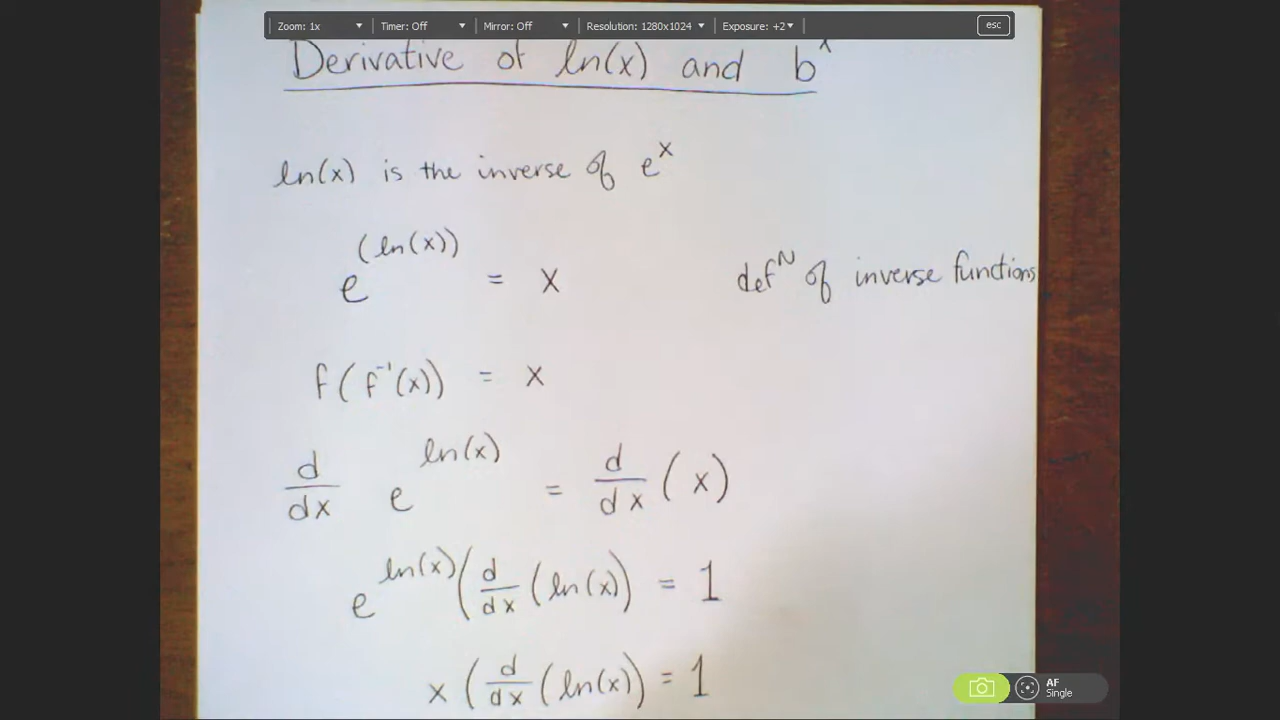 Zoom: 1x Timer: Off Mirror: Off Resolution: 1280x1024 Exposure: +2 esc
Derivative of ln(x) and b^x
ln(x) is the inverse of e^x
e^(ln(x)) = x def^N of inverse functions
f(f^-1(x)) = x
d/dx e^ln(x) = d/dx (x)
e^ln(x) (d/dx (ln(x)) = 1
x (d/dx (ln(x)) = 1
AF
Single